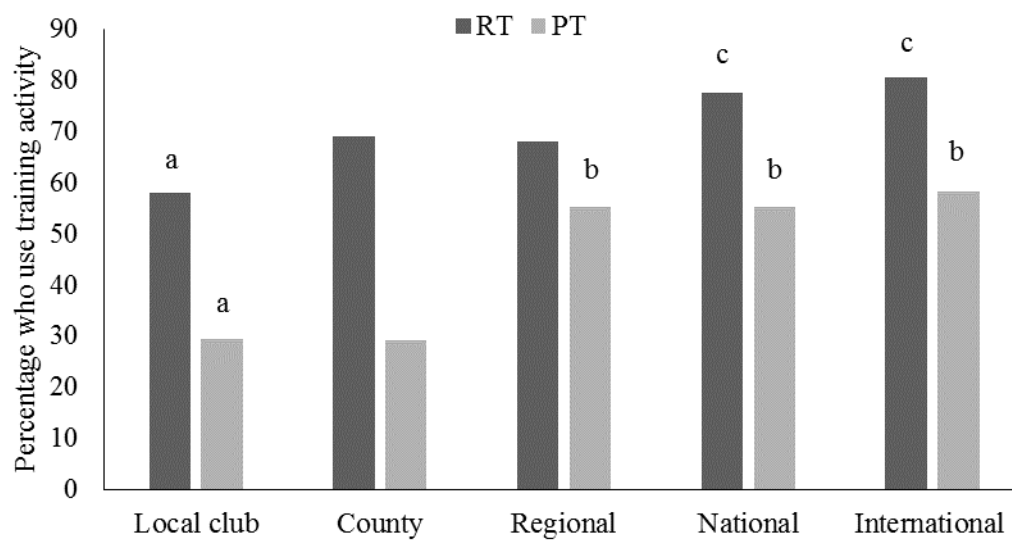 RT PT
Percentage who use training activity
90
80
70
60
50
40
30
20
10
0
a
a
b
c
b
c
b
Local club County Regional National International